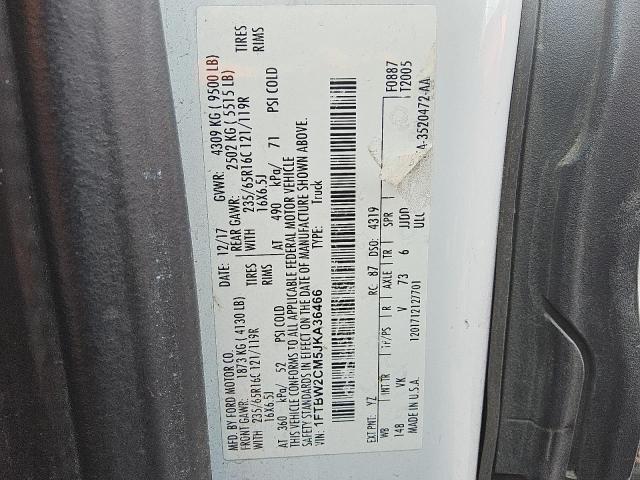 MFD. BY FORD MOTOR CO.
DATE: 12/17 GVWR: 4309 KG ( 9500 LB)
FRONT GAWR: 1873 KG ( 4130 LB) REAR GAWR: 2502 KG ( 5515 LB)
WITH 235/65R16C 121/119R TIRES WITH 235/65R16C 121/119R TIRES
16X6.5J RIMS 16X6.5J RIMS
AT 360 kPa/ 52 PSI COLD AT 490 kPa/ 71 PSI COLD
THIS VEHICLE CONFORMS TO ALL APPLICABLE FEDERAL MOTOR VEHICLE
SAFETY STANDARDS IN EFFECT ON THE DATE OF MANUFACTURE SHOWN ABOVE.
VIN: 1FTBW2CM5JKA36466 TYPE: Truck
EXT PNT: YZ RC: 87 DSO: 4319 F0887
WB INT TR TP/PS R AXLE TR SPR T2005
148 VK V 73 6 JJUD
MADE IN U.S.A. 1201712127701 ULL
A-3520472-AA